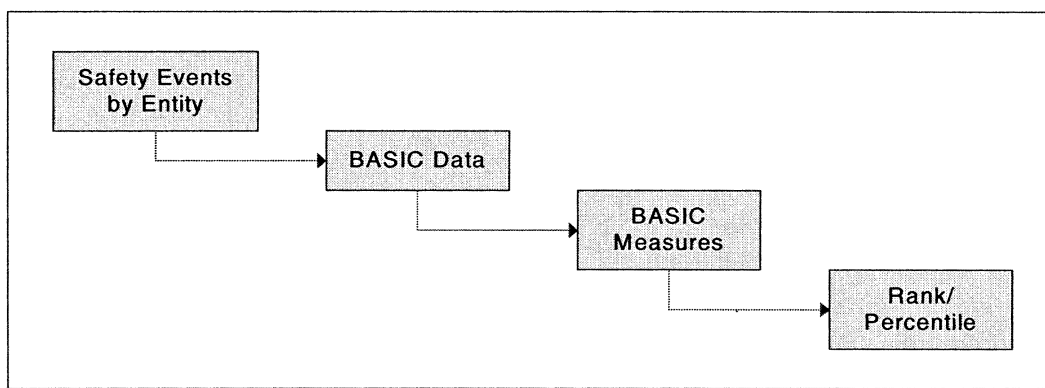 Safety Events
by Entity
BASIC Data
BASIC
Measures
Rank/
Percentile